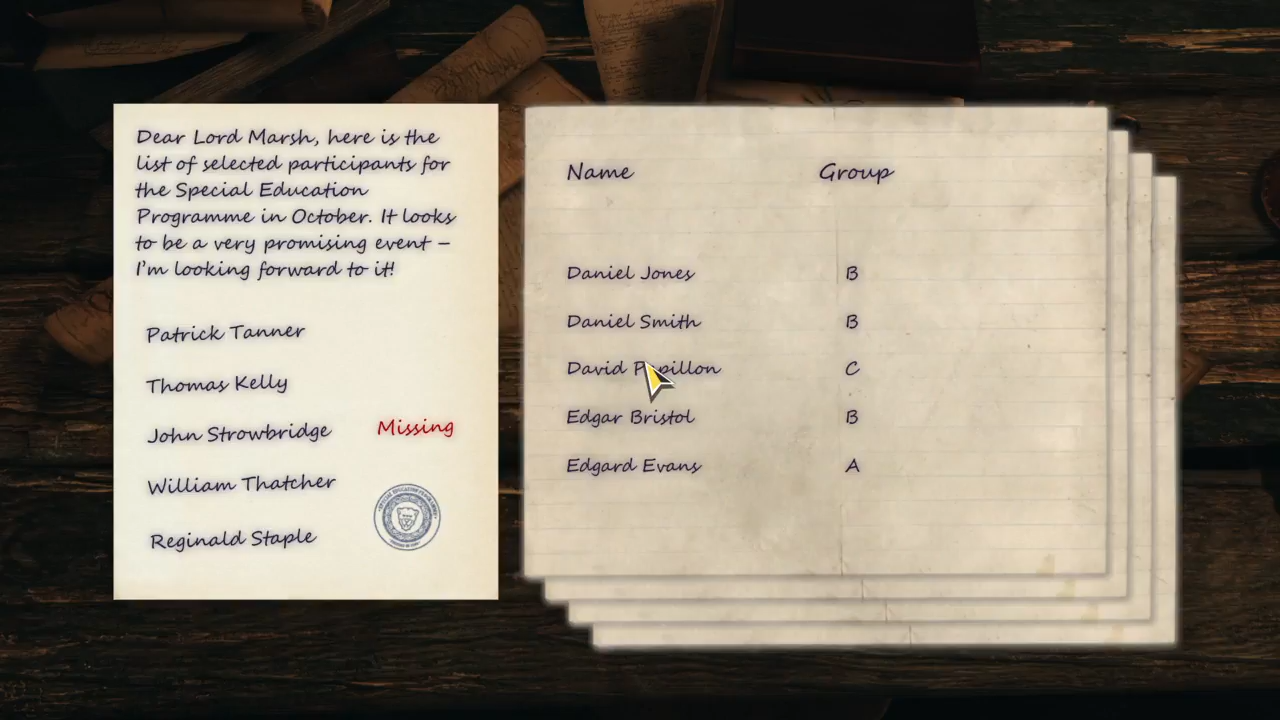 Dear Lord Marsh, here is the
list of selected participants for
the Special Education
Programme in October. It looks
to be a very promising event –
I'm looking forward to it!
Patrick Tanner
Thomas Kelly
John Strowbridge Missing
William Thatcher
Reginald Staple
Name Group
Daniel Jones B
Daniel Smith B
David Papillon C
Edgar Bristol B
Edgard Evans A